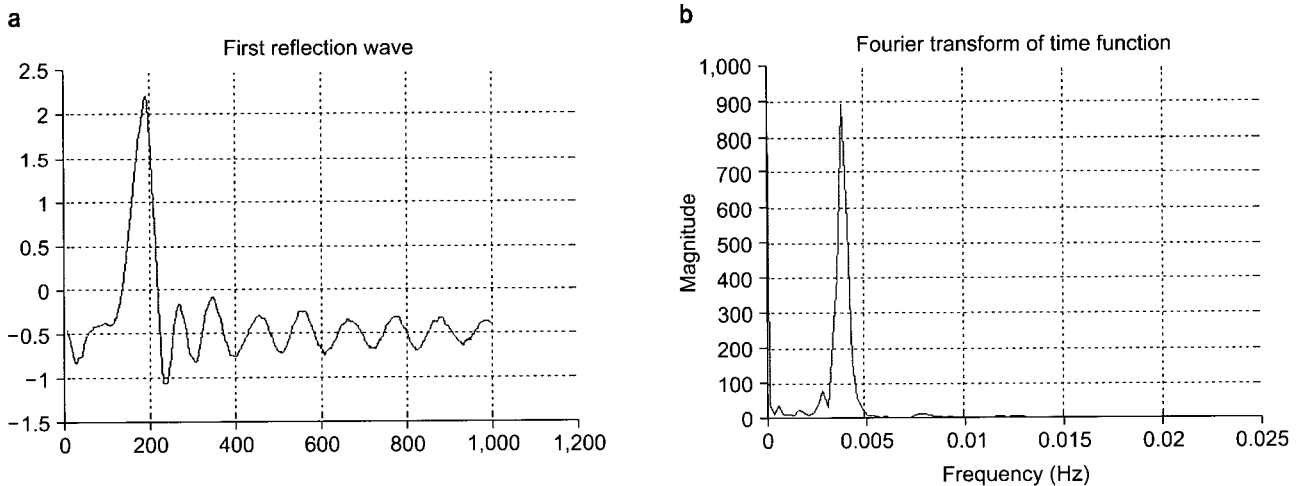 a
First reflection wave
2.5
2
1.5
1
0.5
0
−0.5
−1
−1.5
0 200 400 600 800 1,000 1,200
b
Fourier transform of time function
1,000
900
800
700
600
500
400
300
200
100
0
Magnitude
0 0.005 0.01 0.015 0.02 0.025
Frequency (Hz)